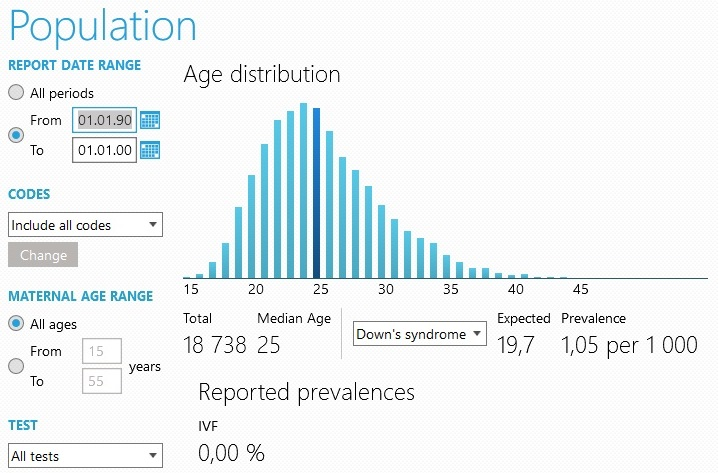 Population
REPORT DATE RANGE
All periods
From 01.01.90
To 01.01.00
CODES
Include all codes
Change
MATERNAL AGE RANGE
All ages
From 15
years
To 55
TEST
All tests
Age distribution
15 20 25 30 35 40 45
Total Median Age Expected Prevalence
18 738 25 Down's syndrome 19,7 1,05 per 1 000
Reported prevalences
IVF
0,00 %